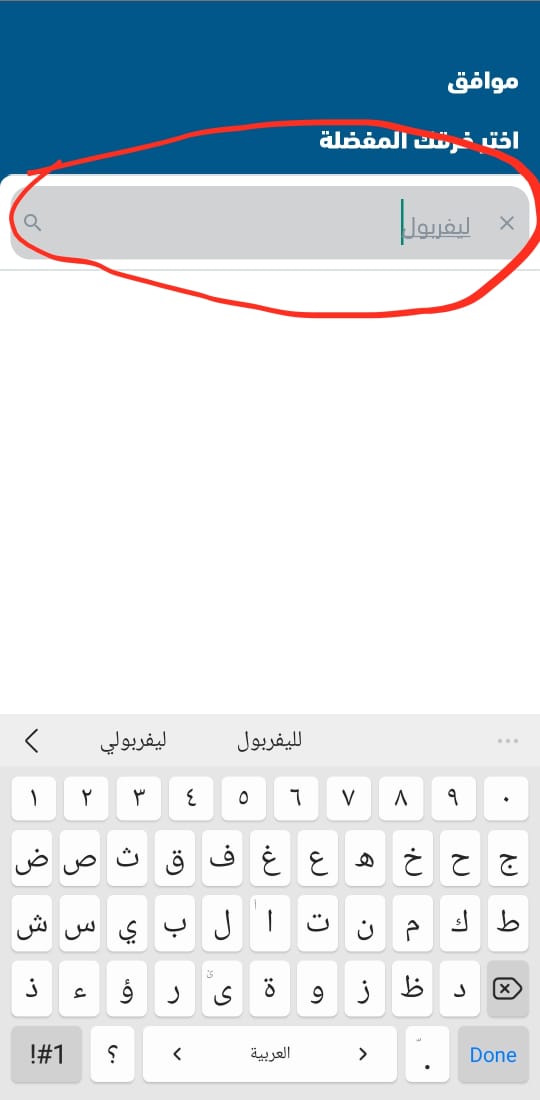 موافق
اختر فرقك المفضلة
ليفربول
ليفربولي لليفربول
١ ٢ ٣ ٤ ٥ ٦ ٧ ٨ ٩ ٠
ض ص ث ق ف غ ع ه خ ح ج
ش س ي ب ل ا أ ت ن م ك ط
ذ ء ؤ ر ى ئ ة و ز ظ د
!#1 ؟ العربية . Done